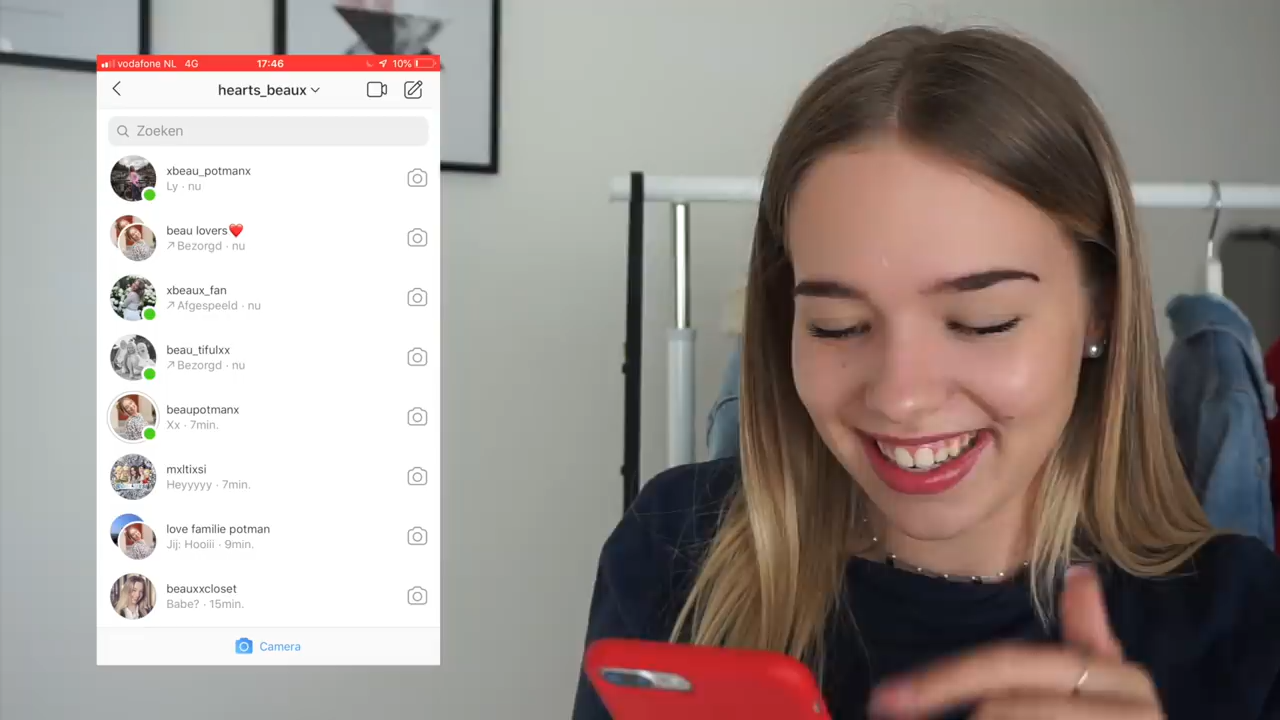 vodafone NL 4G 17:46 10%
hearts_beaux
Zoeken
xbeau_potmanx
Ly · nu
beau lovers❤️
↗ Bezorgd · nu
xbeaux_fan
↗ Afgespeeld · nu
beau_tifulxx
↗ Bezorgd · nu
beaupotmanx
Xx · 7min.
mxltixsi
Heyyyyy · 7min.
love familie potman
Jij: Hooiii · 9min.
beauxxcloset
Babe? · 15min.
Camera